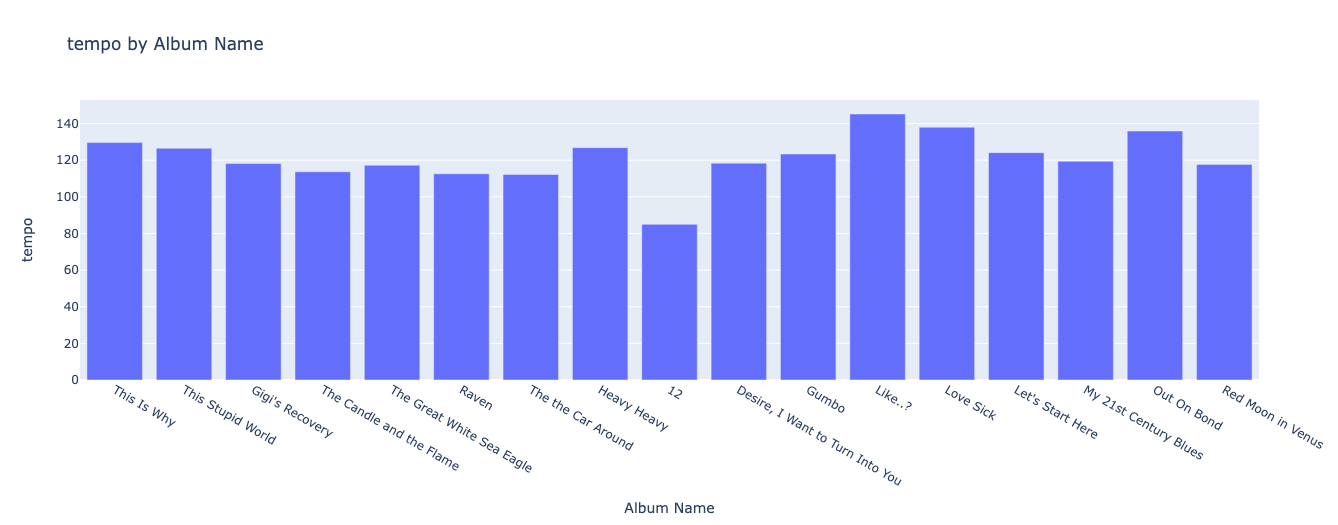 tempo by Album Name
140
120
100
80
60
40
20
0
tempo
This Is Why
This Stupid World
Gigi's Recovery
The Candle and the Flame
The Great White Sea Eagle
Raven
The the Car Around
Heavy Heavy
12
Desire, I Want to Turn Into You
Gumbo
Like..?
Love Sick
Let's Start Here
My 21st Century Blues
Out On Bond
Red Moon in Venus
Album Name